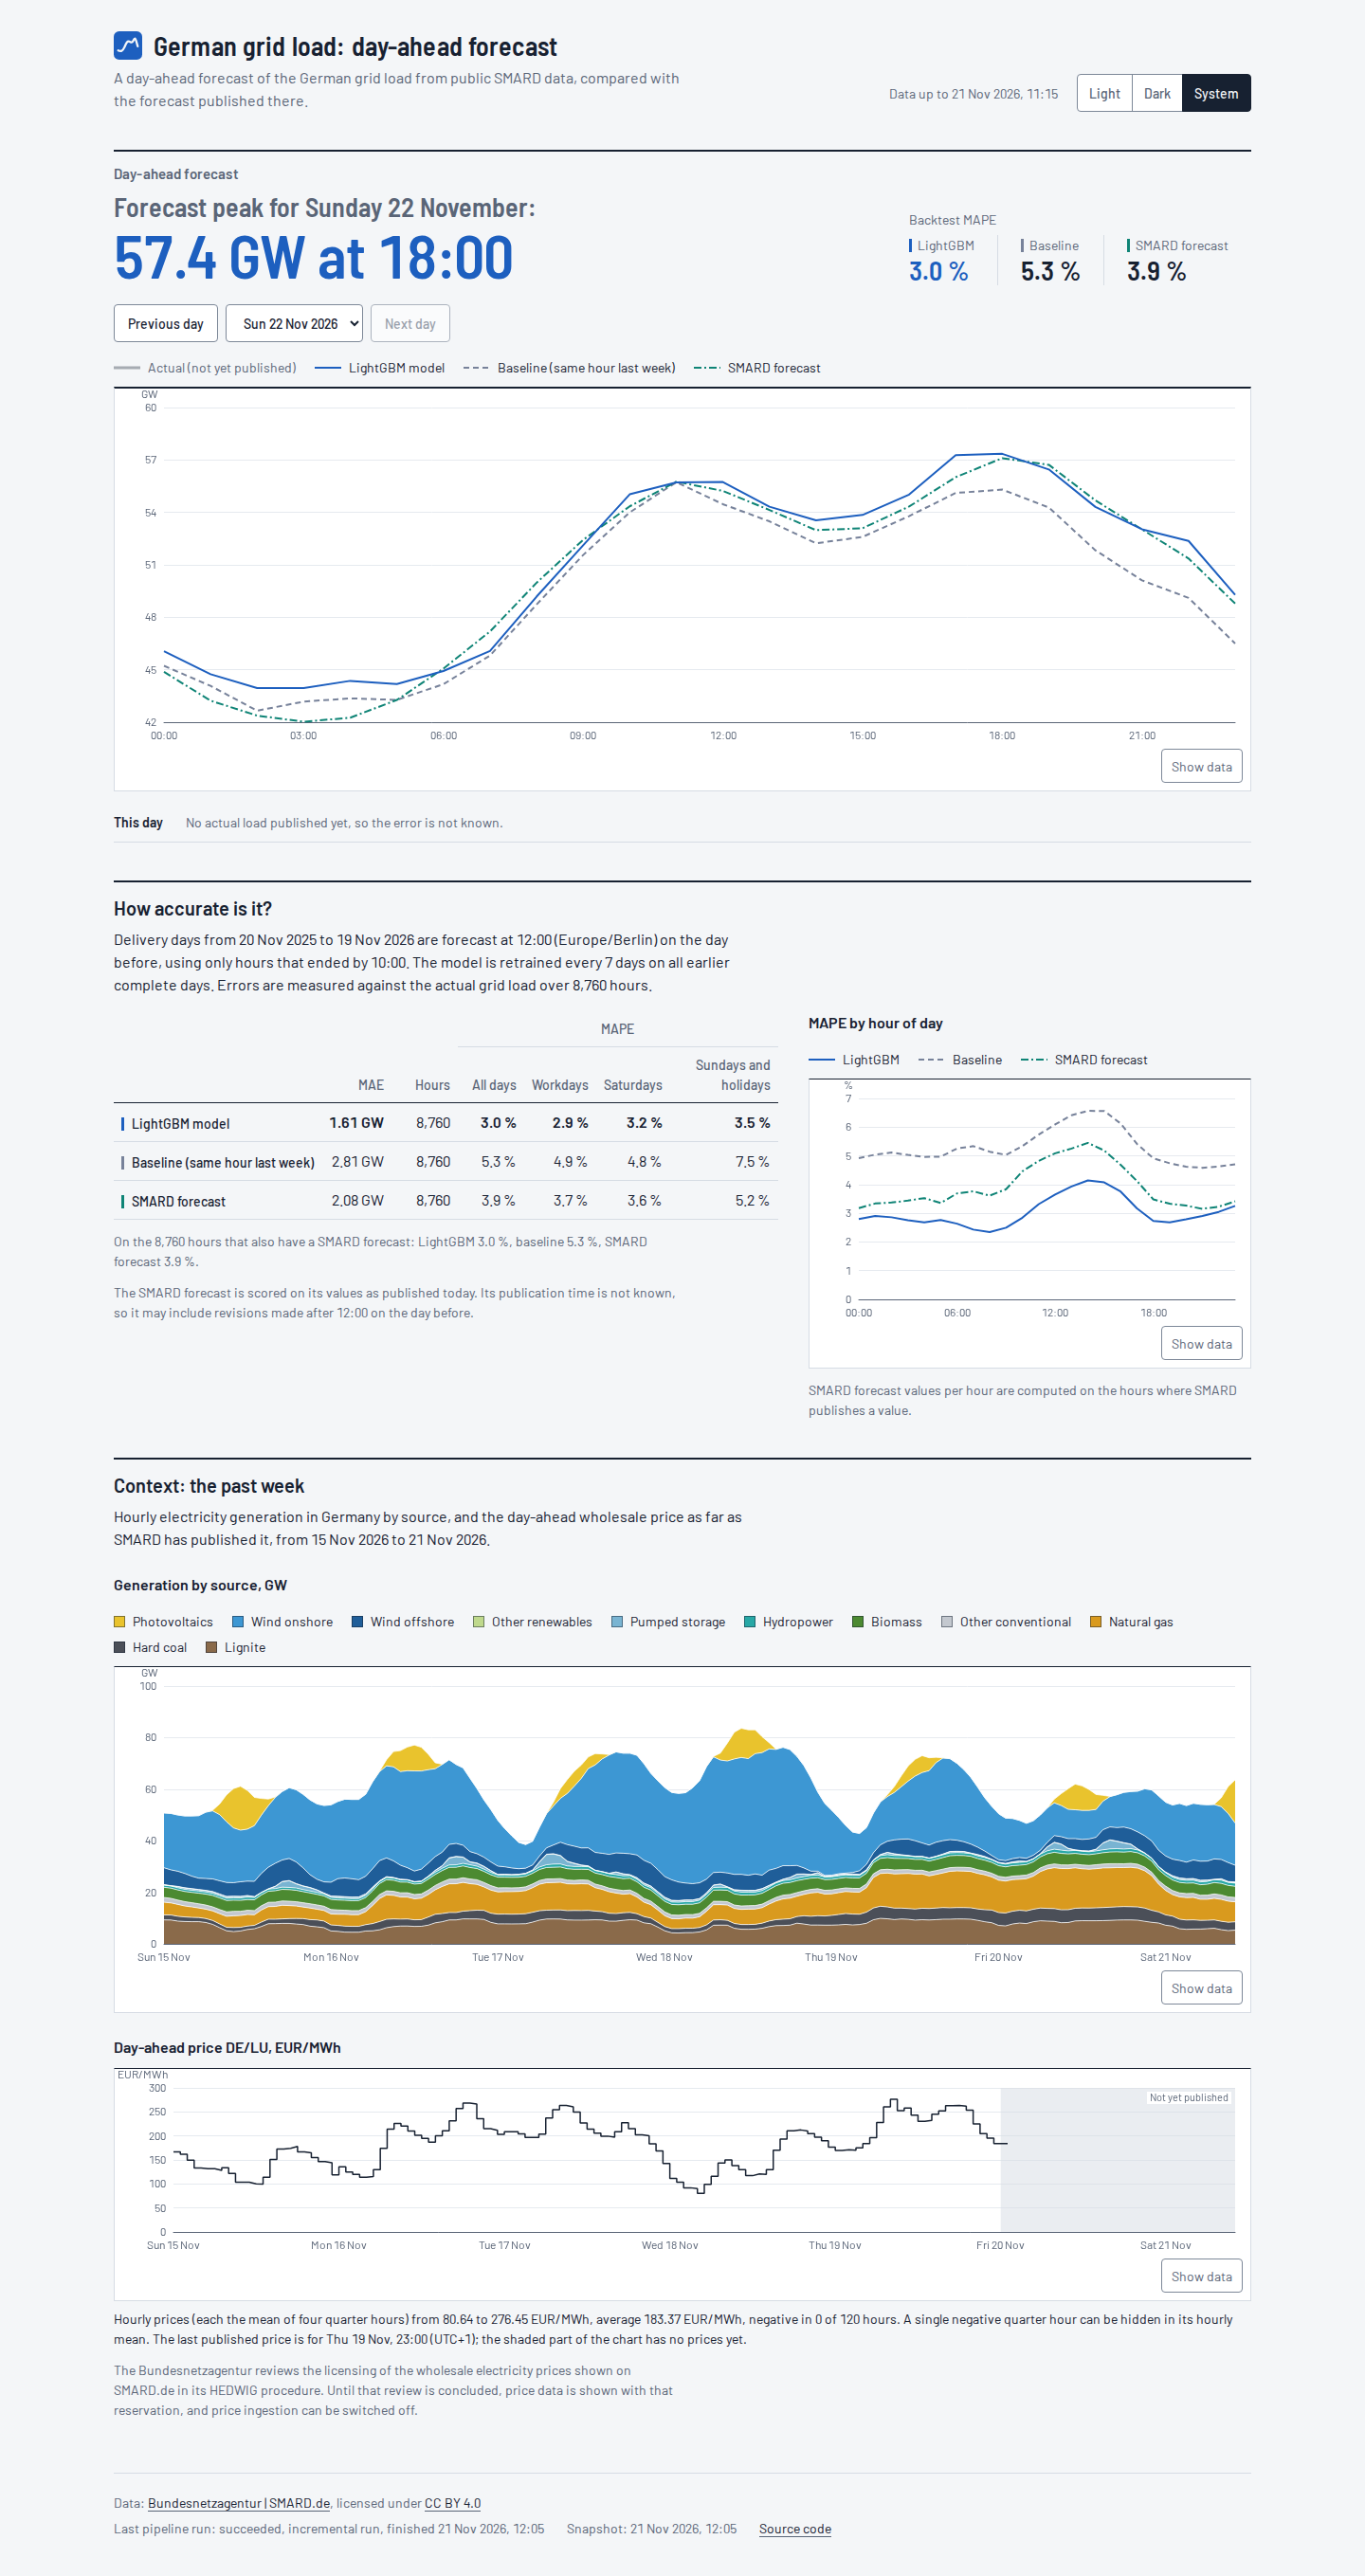 German grid load: day-ahead forecast
A day-ahead forecast of the German grid load from public SMARD data, compared with
the forecast published there.
Data up to 21 Nov 2026, 11:15
Light
Dark
System
Day-ahead forecast
Forecast peak for Sunday 22 November:
57.4 GW at 18:00
Backtest MAPE
LightGBM
3.0 %
Baseline
5.3 %
SMARD forecast
3.9 %
Previous day
Sun 22 Nov 2026
Next day
Actual (not yet published)
LightGBM model
Baseline (same hour last week)
SMARD forecast
GW
60
57
54
51
48
45
42
00:00
03:00
06:00
09:00
12:00
15:00
18:00
21:00
Show data
This day
No actual load published yet, so the error is not known.
How accurate is it?
Delivery days from 20 Nov 2025 to 19 Nov 2026 are forecast at 12:00 (Europe/Berlin) on the day
before, using only hours that ended by 10:00. The model is retrained every 7 days on all earlier
complete days. Errors are measured against the actual grid load over 8,760 hours.
MAPE
MAE Hours All days Workdays Saturdays Sundays and
holidays
LightGBM model 1.61 GW 8,760 3.0 % 2.9 % 3.2 % 3.5 %
Baseline (same hour last week) 2.81 GW 8,760 5.3 % 4.9 % 4.8 % 7.5 %
SMARD forecast 2.08 GW 8,760 3.9 % 3.7 % 3.6 % 5.2 %
On the 8,760 hours that also have a SMARD forecast: LightGBM 3.0 %, baseline 5.3 %, SMARD
forecast 3.9 %.
The SMARD forecast is scored on its values as published today. Its publication time is not known,
so it may include revisions made after 12:00 on the day before.
MAPE by hour of day
LightGBM
Baseline
SMARD forecast
%
7
6
5
4
3
2
1
0
00:00
06:00
12:00
18:00
Show data
SMARD forecast values per hour are computed on the hours where SMARD
publishes a value.
Context: the past week
Hourly electricity generation in Germany by source, and the day-ahead wholesale price as far as
SMARD has published it, from 15 Nov 2026 to 21 Nov 2026.
Generation by source, GW
Photovoltaics
Wind onshore
Wind offshore
Other renewables
Pumped storage
Hydropower
Biomass
Other conventional
Natural gas
Hard coal
Lignite
GW
100
80
60
40
20
0
Sun 15 Nov
Mon 16 Nov
Tue 17 Nov
Wed 18 Nov
Thu 19 Nov
Fri 20 Nov
Sat 21 Nov
Show data
Day-ahead price DE/LU, EUR/MWh
EUR/MWh
300
250
200
150
100
50
0
Not yet published
Sun 15 Nov
Mon 16 Nov
Tue 17 Nov
Wed 18 Nov
Thu 19 Nov
Fri 20 Nov
Sat 21 Nov
Show data
Hourly prices (each the mean of four quarter hours) from 80.64 to 276.45 EUR/MWh, average 183.37 EUR/MWh, negative in 0 of 120 hours. A single negative quarter hour can be hidden in its hourly
mean. The last published price is for Thu 19 Nov, 23:00 (UTC+1); the shaded part of the chart has no prices yet.
The Bundesnetzagentur reviews the licensing of the wholesale electricity prices shown on
SMARD.de in its HEDWIG procedure. Until that review is concluded, price data is shown with that
reservation, and price ingestion can be switched off.
Data: Bundesnetzagentur | SMARD.de, licensed under CC BY 4.0
Last pipeline run: succeeded, incremental run, finished 21 Nov 2026, 12:05
Snapshot: 21 Nov 2026, 12:05
Source code